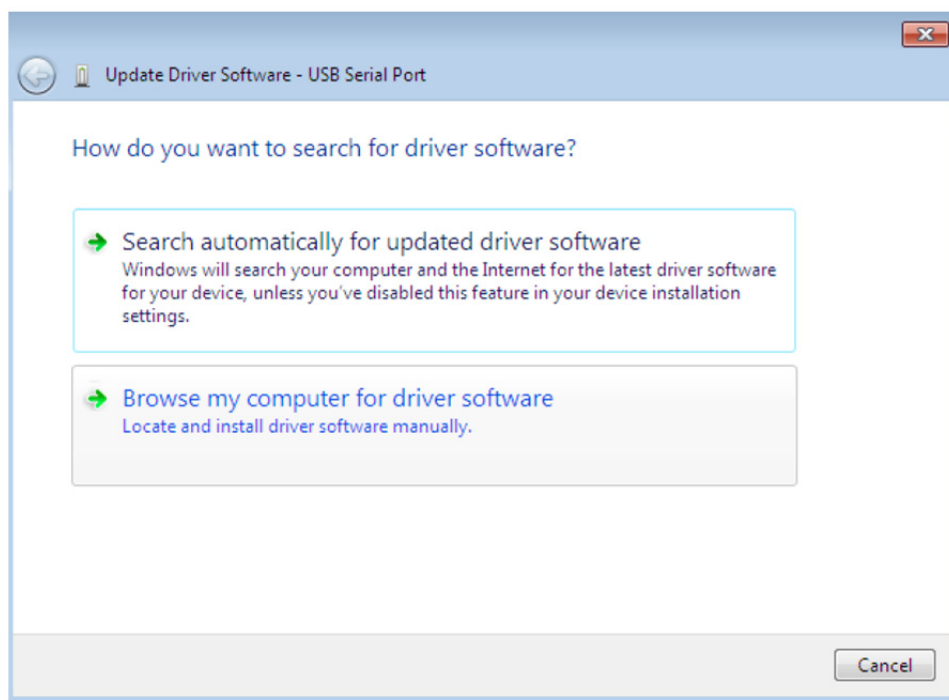 Update Driver Software - USB Serial Port
How do you want to search for driver software?
Search automatically for updated driver software
Windows will search your computer and the Internet for the latest driver software
for your device, unless you've disabled this feature in your device installation
settings.
Browse my computer for driver software
Locate and install driver software manually.
Cancel